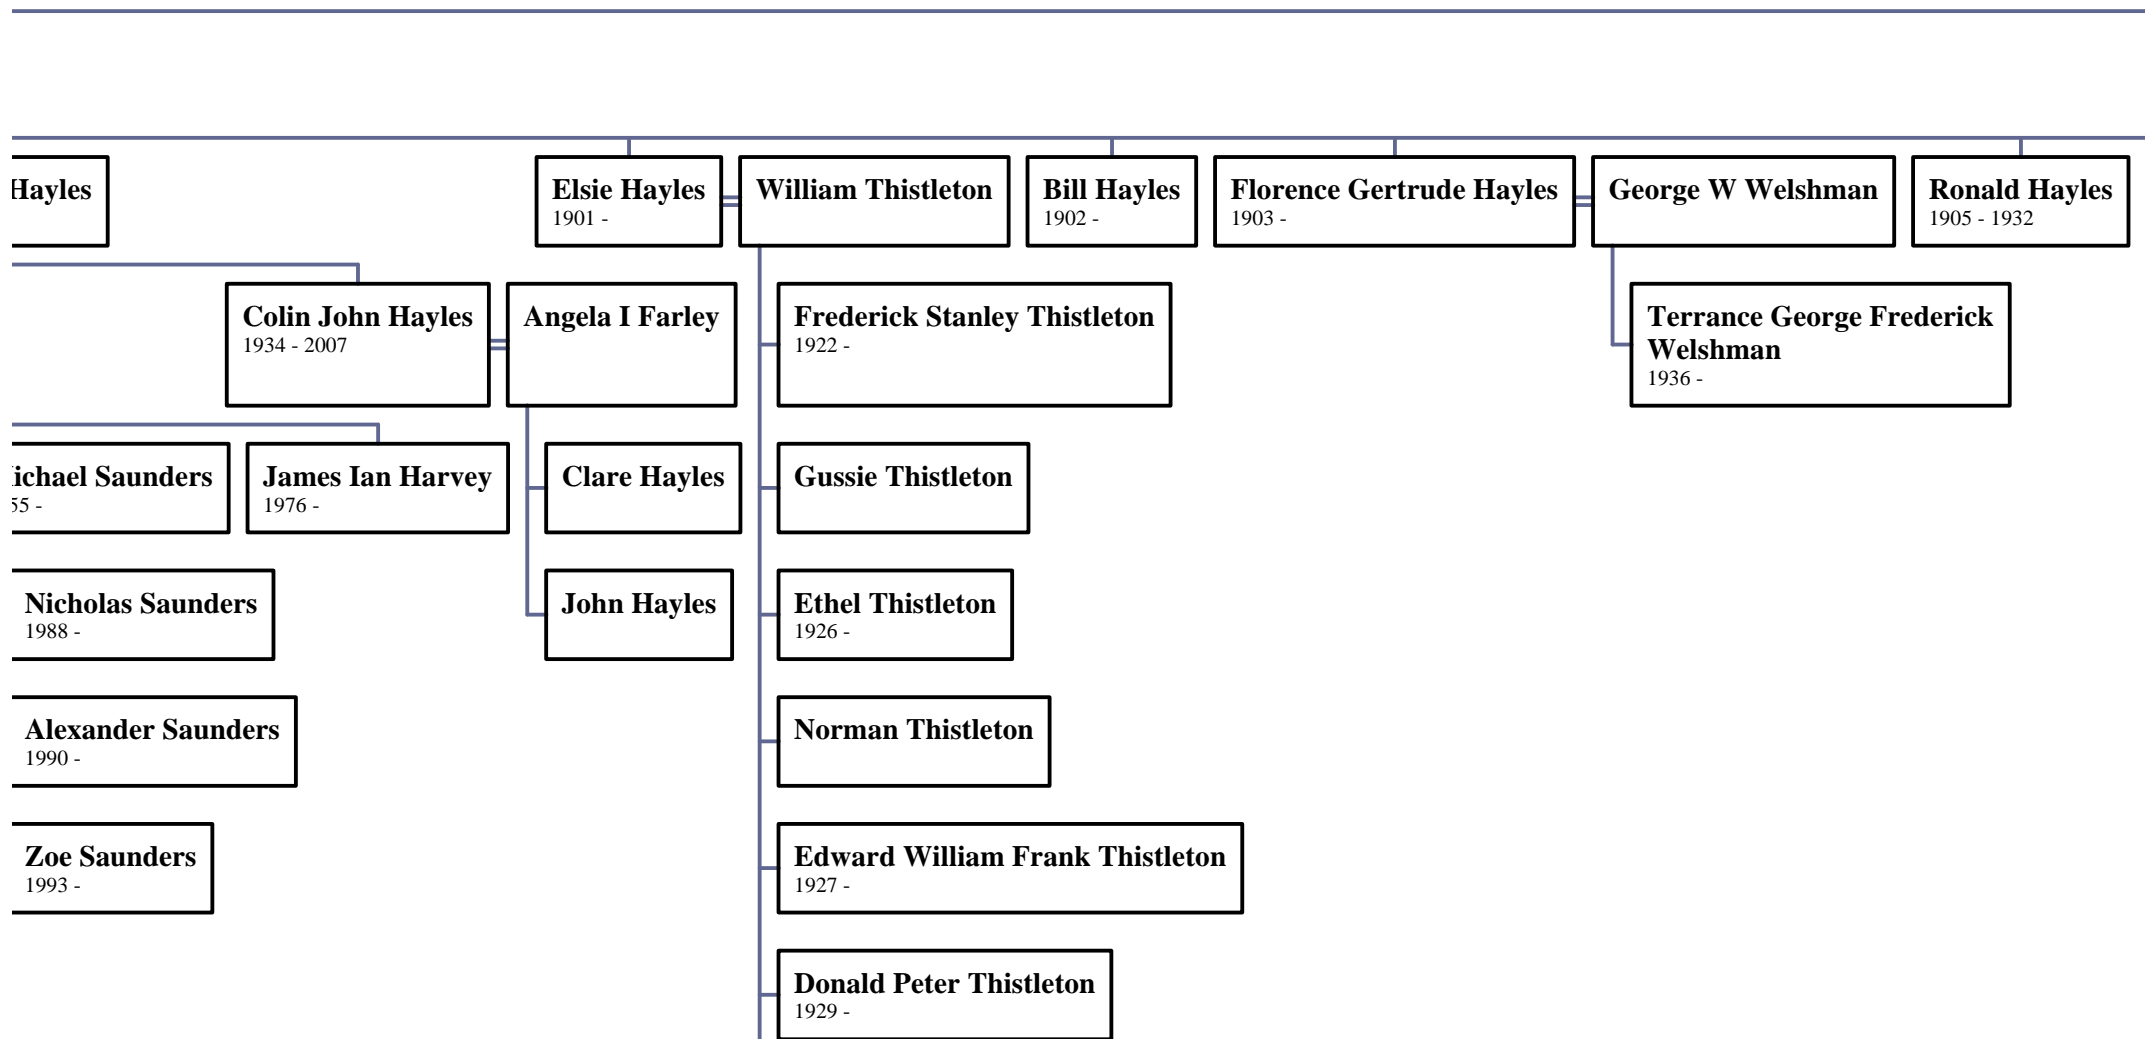 Hayles
Elsie Hayles
1901 -
William Thistleton
Bill Hayles
1902 -
Florence Gertrude Hayles
1903 -
George W Welshman
Ronald Hayles
1905 - 1932
Colin John Hayles
1934 - 2007
Angela I Farley
Frederick Stanley Thistleton
1922 -
Terrance George Frederick
Welshman
1936 -
Saunders
James Ian Harvey
1976 -
Clare Hayles
Gussie Thistleton
Nicholas Saunders
1988 -
John Hayles
Ethel Thistleton
1926 -
Alexander Saunders
1990 -
Norman Thistleton
Zoe Saunders
1993 -
Edward William Frank Thistleton
1927 -
Donald Peter Thistleton
1929 -